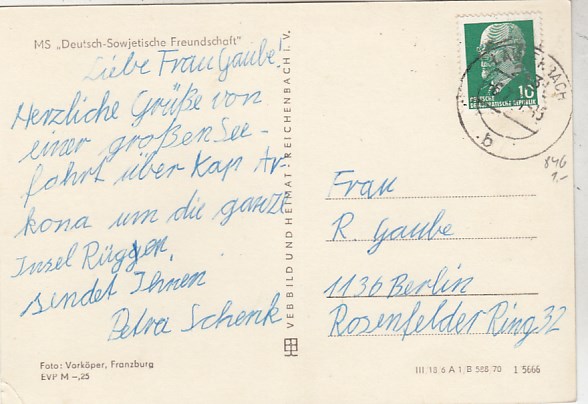 MS „Deutsch-Sowjetische Freundschaft"
Liebe Frau Gaube!
Herzliche Grüße von
einer großen See-
fahrt über Kap Ar-
kona um die ganze
Insel Rügen,
sendet Ihnen
Petra Schenk
Foto: Vorköper, Franzburg
EVP M –,25
VEB BILD UND HEIMAT · REICHENBACH i. V.
10
DEUTSCHE
DEMOKRATISCHE REPUBLIK
846
1.-
Frau
R. Gaube
1136 Berlin
Rosenfelder Ring 32
III 18 6 A 1 B 588/70 1 5666